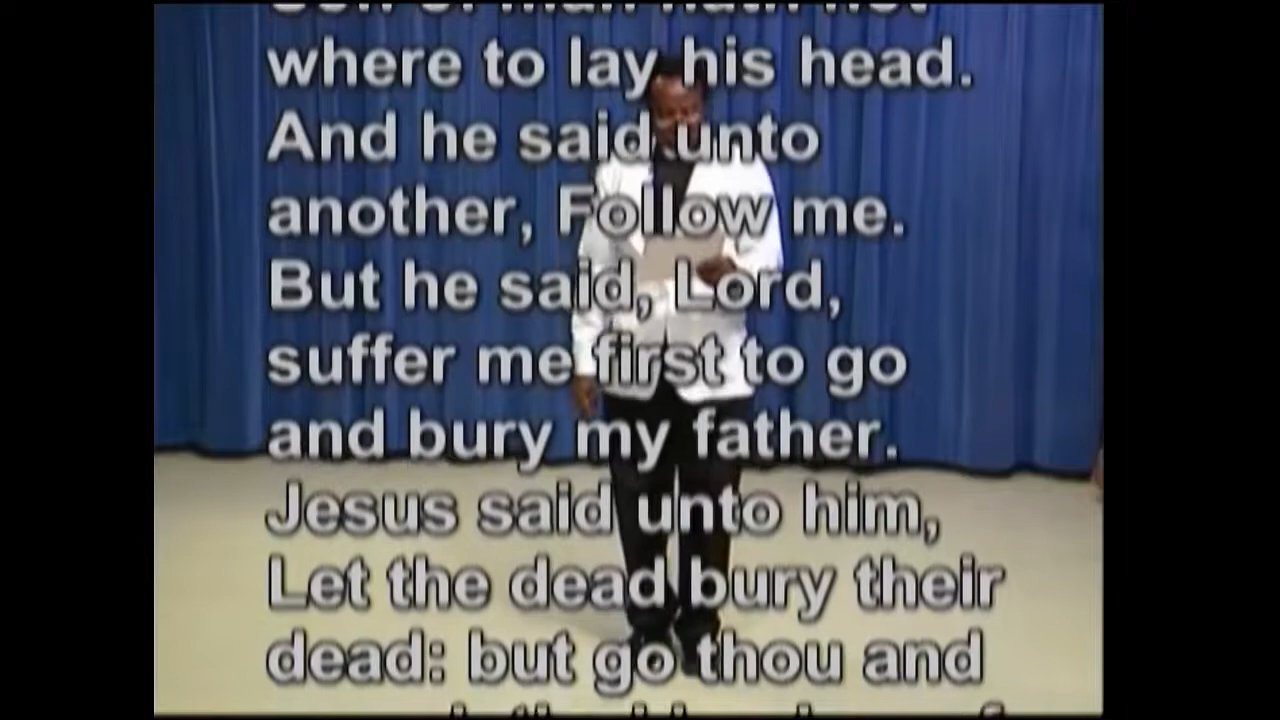 where to lay his head.
And he said unto
another, Follow me.
But he said, Lord,
suffer me first to go
and bury my father.
Jesus said unto him,
Let the dead bury their
dead: but go thou and